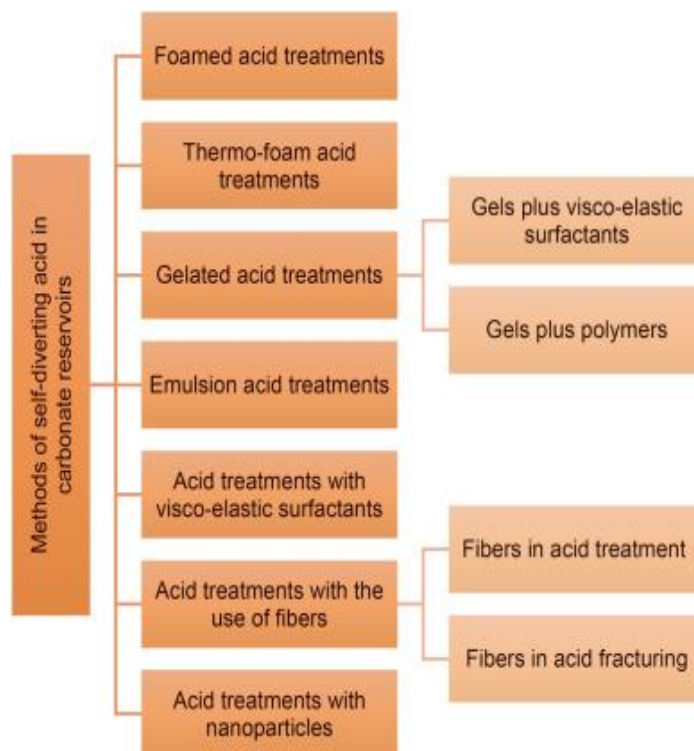 Methods of self-diverting acid in
carbonate reservoirs
Foamed acid treatments
Thermo-foam acid
treatments
Gelated acid treatments
Gels plus visco-elastic
surfactants
Gels plus polymers
Emulsion acid treatments
Acid treatments with
visco-elastic surfactants
Acid treatments with the
use of fibers
Fibers in acid treatment
Fibers in acid fracturing
Acid treatments with
nanoparticles